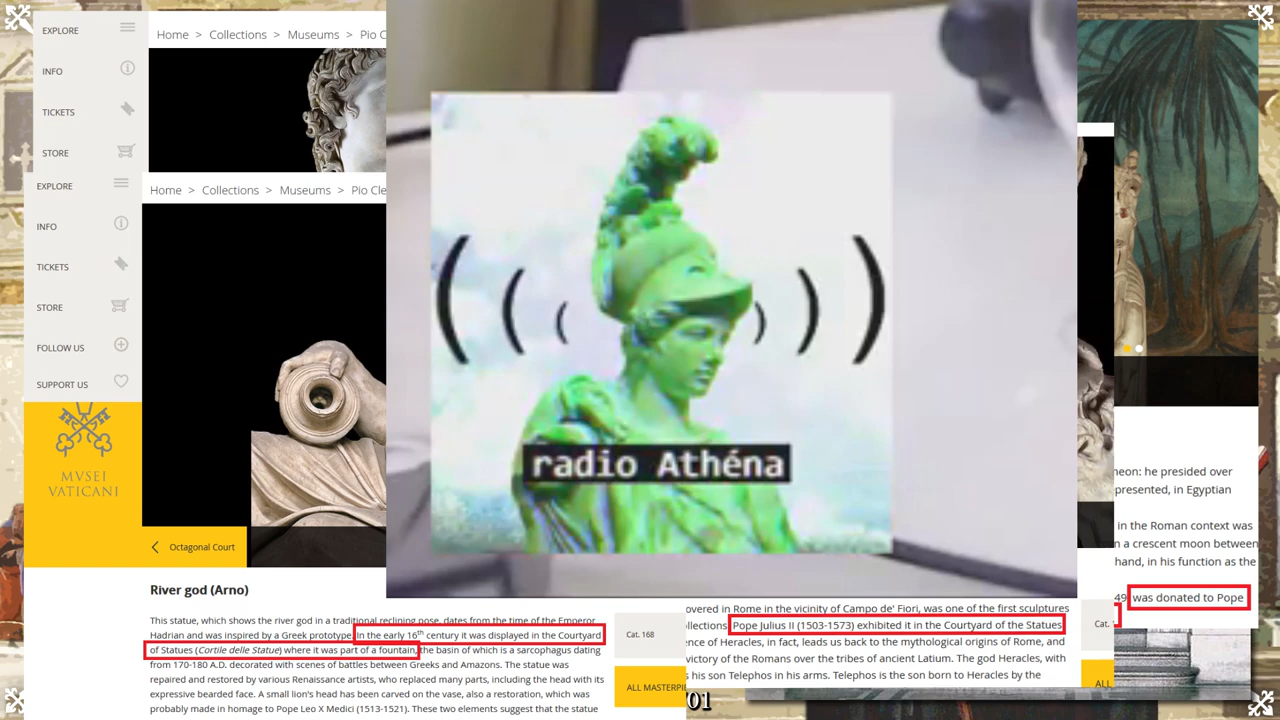 EXPLORE
INFO
TICKETS
STORE
Home > Collections > Museums > Pio C
EXPLORE
INFO
TICKETS
STORE
FOLLOW US
SUPPORT US
MVSEI
VATICANI
Home > Collections > Museums > Pio Cle
Octagonal Court
River god (Arno)
This statue, which shows the river god in a traditional reclining pose, dates from the time of the Emperor
Hadrian and was inspired by a Greek prototype. In the early 16th century it was displayed in the Courtyard
of Statues (Cortile delle Statue) where it was part of a fountain, the basin of which is a sarcophagus dating
from 170-180 A.D. decorated with scenes of battles between Greeks and Amazons. The statue was
repaired and restored by various Renaissance artists, who replaced many parts, including the head with its
expressive bearded face. A small lion's head has been carved on the vase, also a restoration, which was
probably made in homage to Pope Leo X Medici (1513-1521). These two elements suggest that the statue
Cat. 168
ALL MASTERPI
radio Athéna
overed in Rome in the vicinity of Campo de' Fiori, was one of the first sculptures
llections. Pope Julius II (1503-1573) exhibited it in the Courtyard of the Statues
ence of Heracles, in fact, leads us back to the mythological origins of Rome, and
victory of the Romans over the tribes of ancient Latium. The god Heracles, with
his son Telephos in his arms. Telephos is the son born to Heracles by the
Cat.
ALL
01
neon: he presided over
presented, in Egyptian
in the Roman context was
n a crescent moon between
hand, in his function as the
49, was donated to Pope